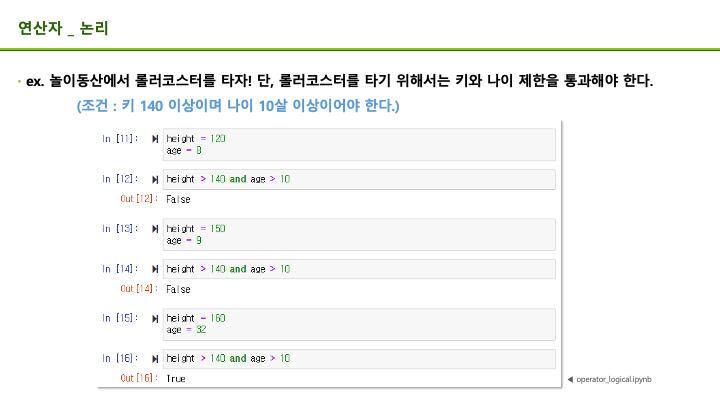 연산자 _ 논리
· ex. 놀이동산에서 롤러코스터를 타자! 단, 롤러코스터를 타기 위해서는 키와 나이 제한을 통과해야 한다.
(조건 : 키 140 이상이며 나이 10살 이상이어야 한다.)
In [11]: height = 120
age = 8
In [12]: height > 140 and age > 10
Out[12]: False
In [13]: height = 150
age = 9
In [14]: height > 140 and age > 10
Out[14]: False
In [15]: height = 160
age = 32
In [16]: height > 140 and age > 10
Out[16]: True
◀ operator_logical.ipynb